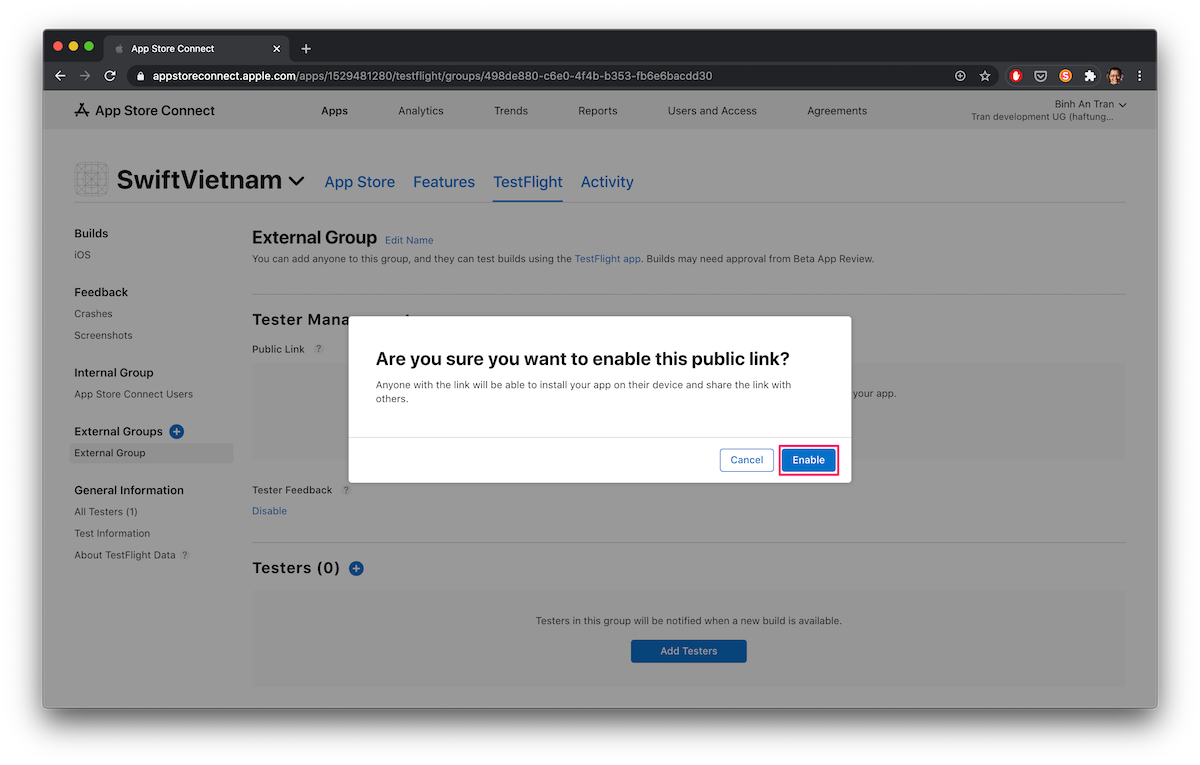 App Store Connect
appstoreconnect.apple.com/apps/1529481280/testflight/groups/498de880-c6e0-4f4b-b353-fb6e6bacdd30
App Store Connect
Apps
Analytics
Trends
Reports
Users and Access
Agreements
Binh An Tran
Tran development UG (haftung...
SwiftVietnam
App Store
Features
TestFlight
Activity
Builds
iOS
Feedback
Crashes
Screenshots
Internal Group
App Store Connect Users
External Groups
External Group
General Information
All Testers (1)
Test Information
About TestFlight Data ?
External Group Edit Name
You can add anyone to this group, and they can test builds using the TestFlight app. Builds may need approval from Beta App Review.
Tester
Public Link ?
your app.
Are you sure you want to enable this public link?
Anyone with the link will be able to install your app on their device and share the link with
others.
Cancel
Enable
Tester Feedback ?
Disable
Testers (0)
Testers in this group will be notified when a new build is available.
Add Testers